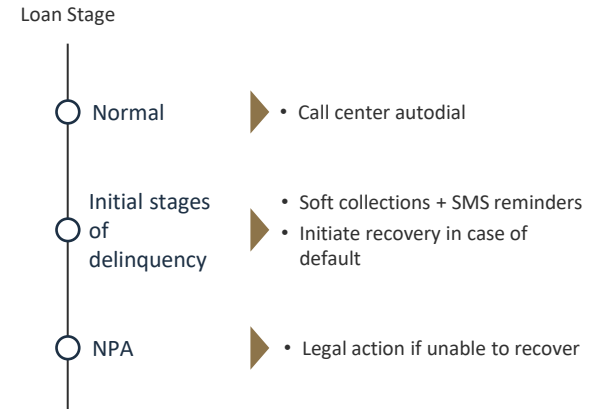 Loan Stage
Normal
• Call center autodial
Initial stages
of
delinquency
• Soft collections + SMS reminders
• Initiate recovery in case of
default
NPA
• Legal action if unable to recover